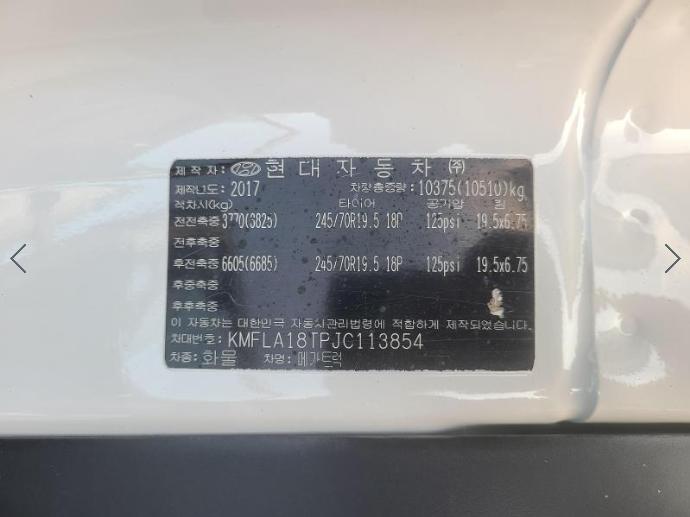 제작자: 현대자동차㈜
제작년도: 2017 차량총중량: 10375(10510)kg
적차시(kg) 타이어 공기압 림
전전축중 3770(3825) 245/70R19.5 18P 125psi 19.5x6.75
전후축중
후전축중 6605(6685) 245/70R19.5 18P 125psi 19.5x6.75
후중축중
후후축중
이 자동차는 대한민국 자동차관리법령에 적합하게 제작되었습니다
차대번호: KMFLA18TPJC113854
차종: 화물 차명: 메가트럭